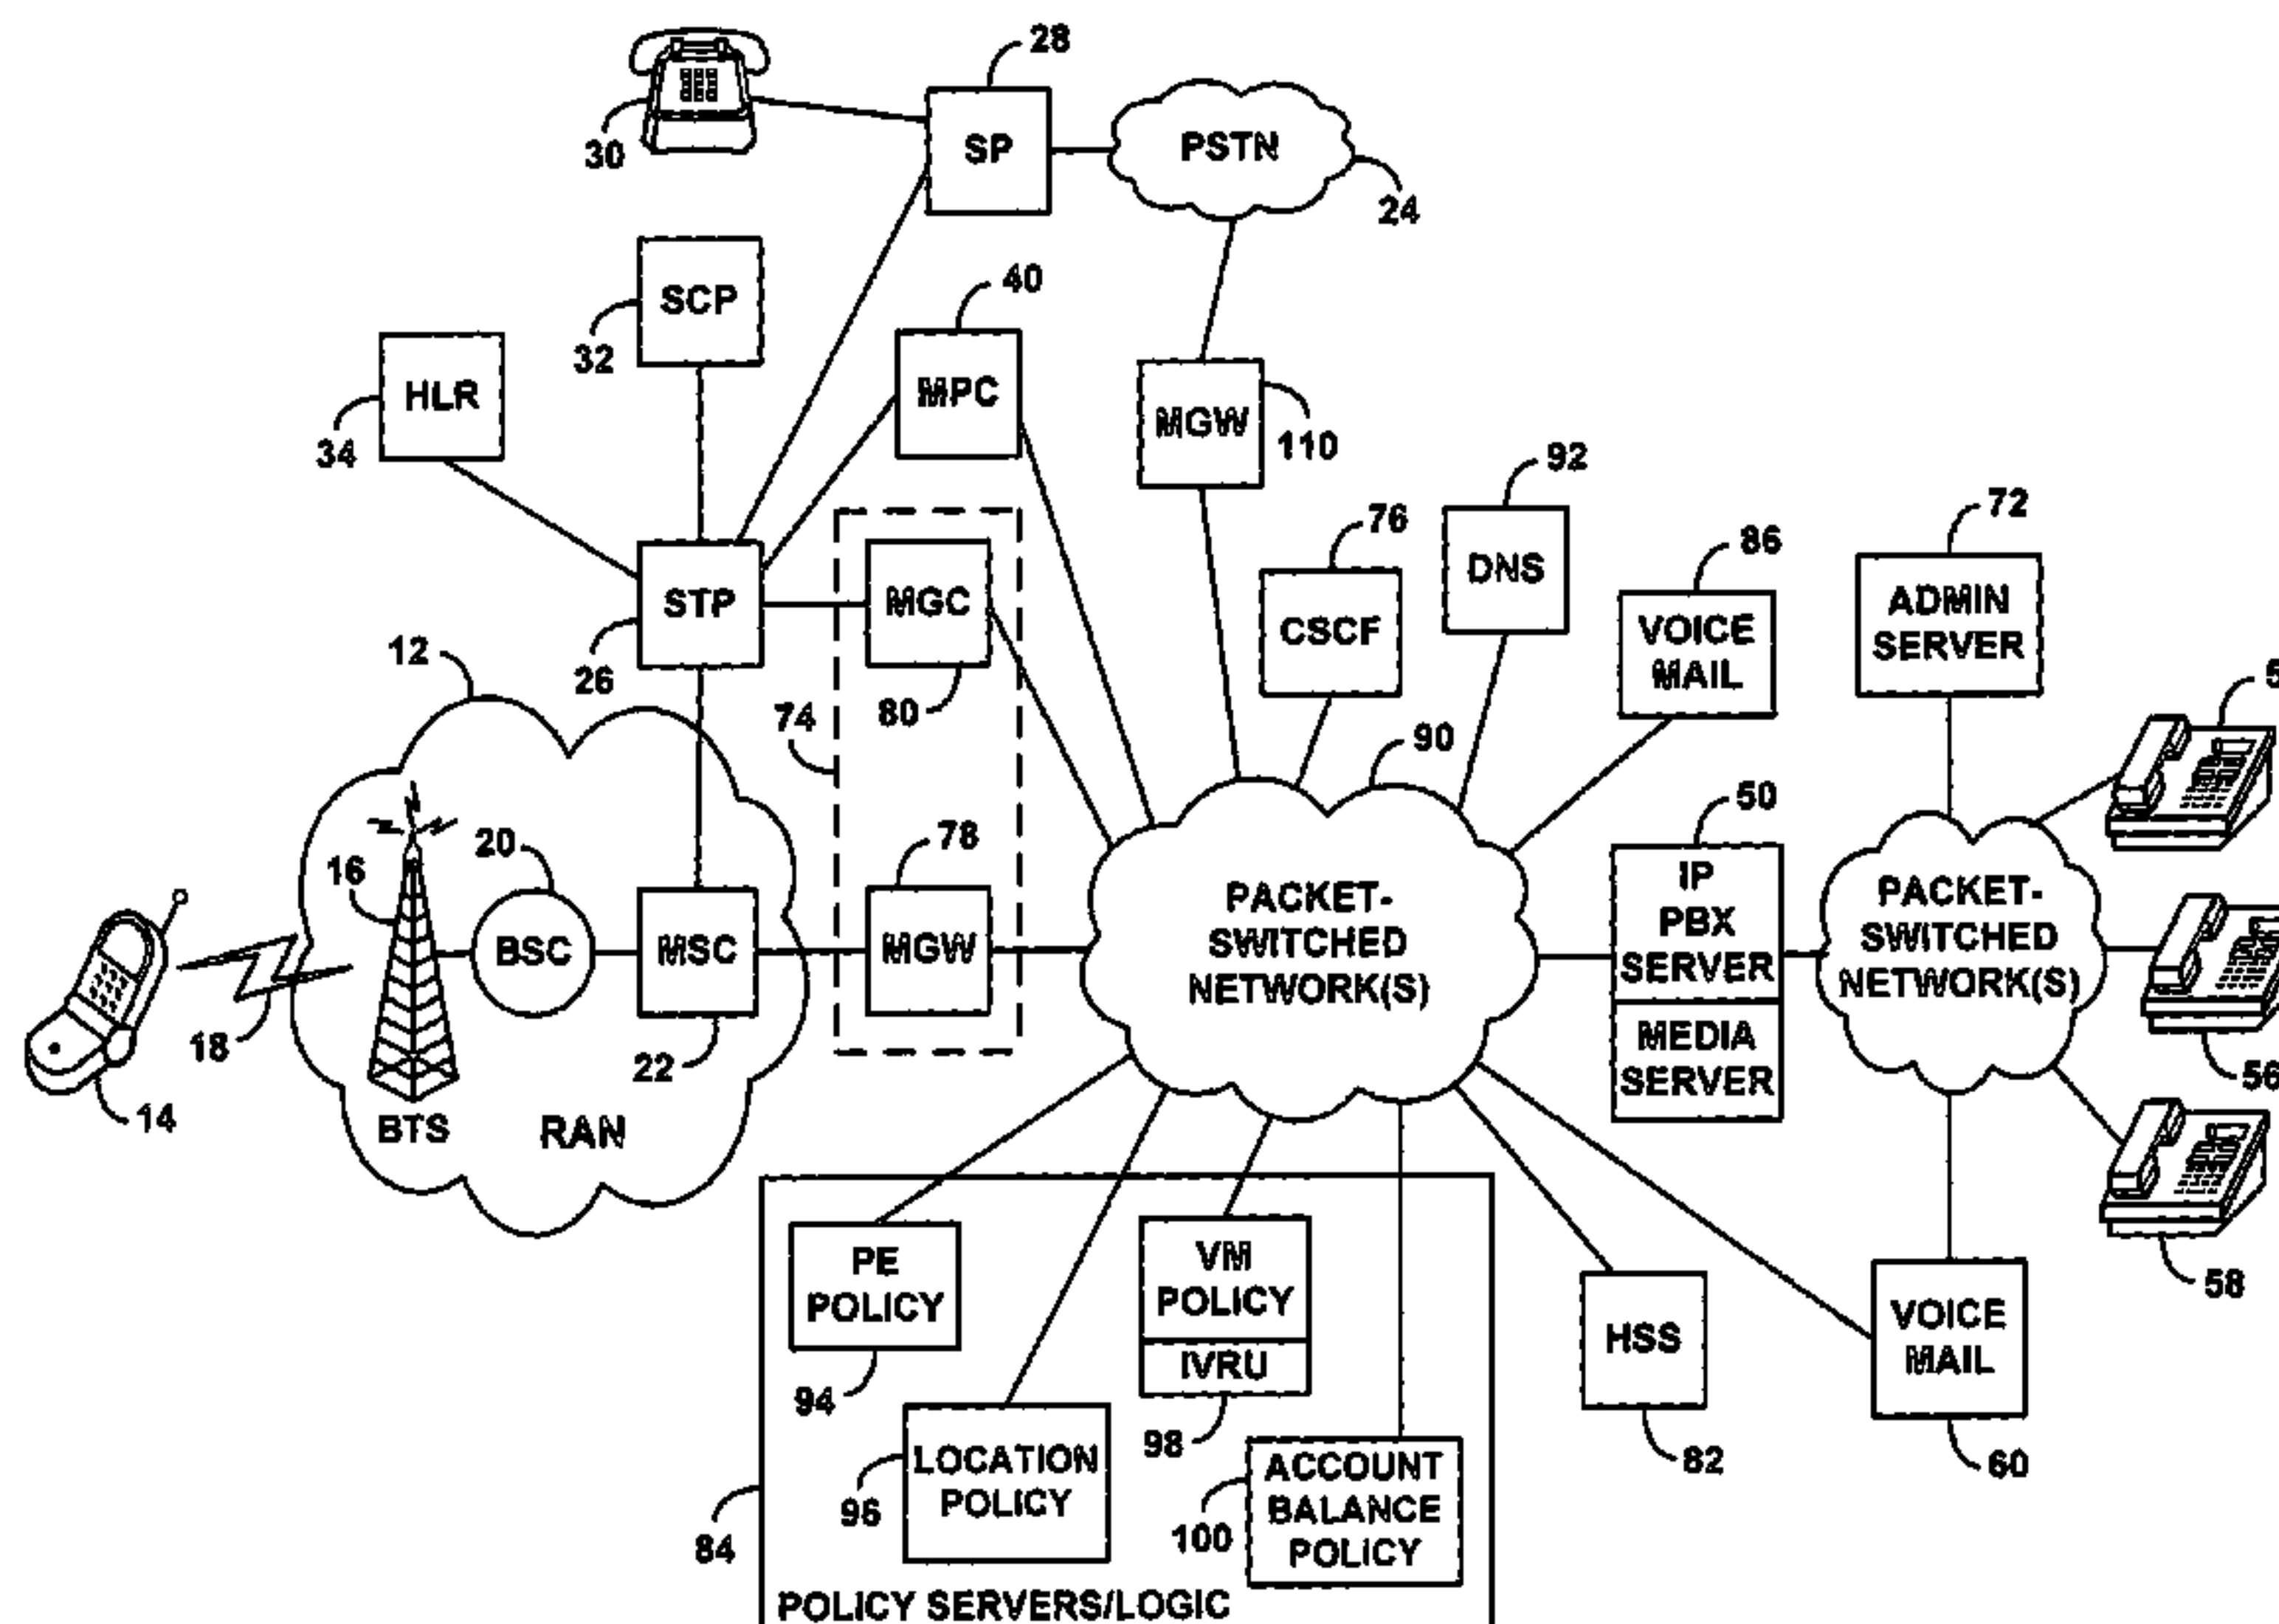 28
30
SP
PSTN
24
SCP
32
40
HLR
34
MPC
MGW
110
92
76
72
86
DNS
STP
26
MGC
80
CSCF
VOICE
MAIL
ADMIN
SERVER
12
74
90
50
20
16
78
BSC
MSC
MGW
PACKET-
SWITCHED
NETWORK(S)
IP
PBX
SERVER
MEDIA
SERVER
PACKET-
SWITCHED
NETWORK(S)
18
22
56
14
BTS
RAN
58
PE
POLICY
94
VM
POLICY
IVRU
98
HSS
82
VOICE
MAIL
60
LOCATION
POLICY
96
ACCOUNT
BALANCE
POLICY
100
84
POLICY SERVERS/LOGIC